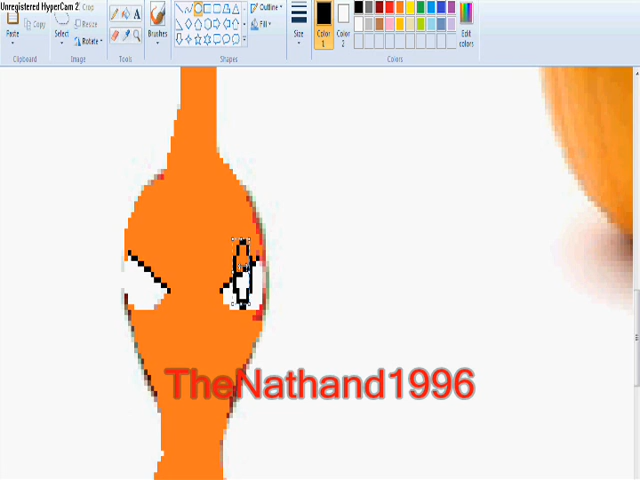 Unregistered HyperCam 2
Crop
Paste
Copy
Select
Resize
Rotate
Brushes
Outline
Fill
Size
Color
1
Color
2
Edit
colors
Clipboard
Image
Tools
Shapes
Colors
TheNathand1996